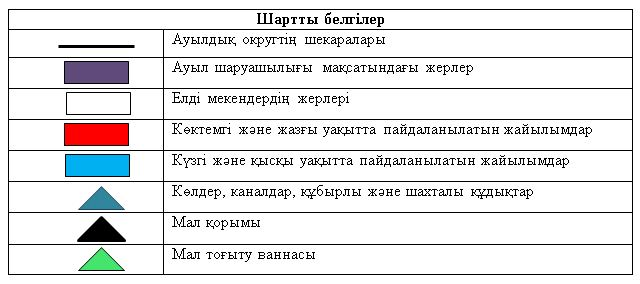 Шартты белгілер
Ауылдық округтің шекаралары
Ауыл шаруашылығы мақсатындағы жерлер
Елді мекендердің жерлері
Көктемгі және жазғы уақытта пайдаланылатын жайылымдар
Күзгі және қысқы уақытта пайдаланылатын жайылымдар
Көлдер, каналдар, құбырлы және шахталы құдықтар
Мал қорымы
Мал тоғыту ваннасы